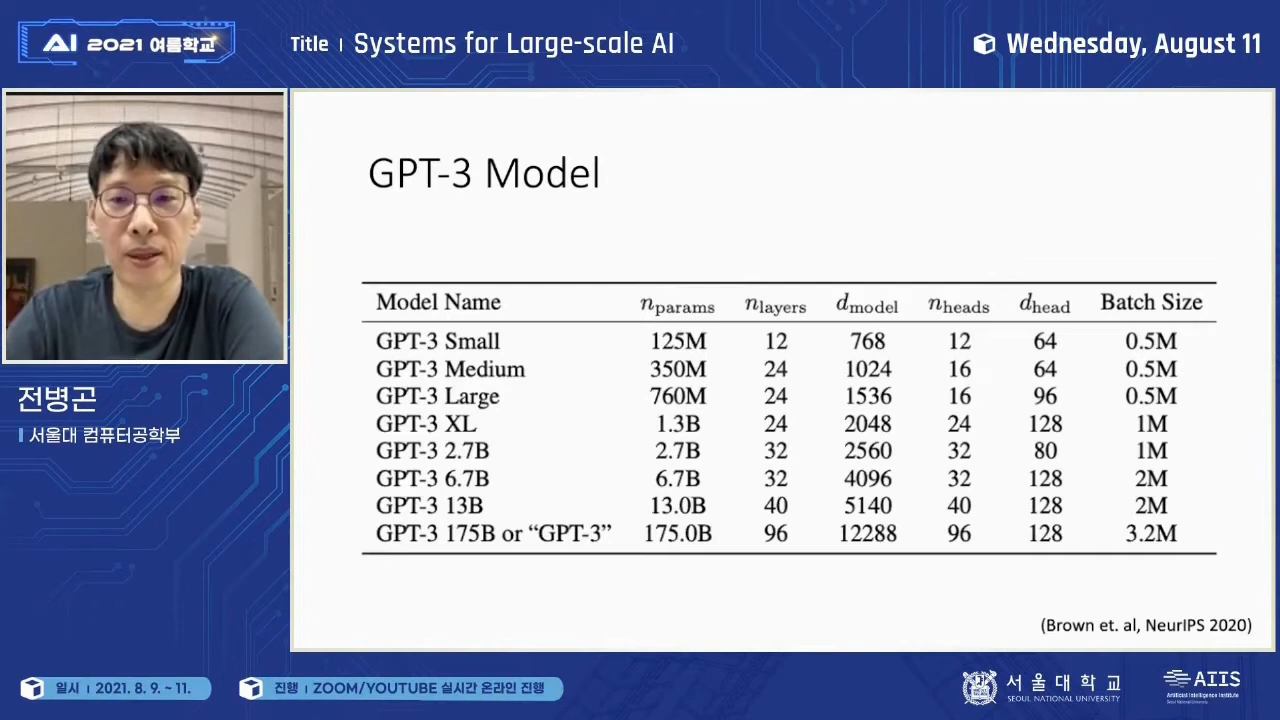 AI 2021 여름학교
Title | Systems for Large-scale AI
Wednesday, August 11
전병곤
서울대 컴퓨터공학부
GPT-3 Model
Model Name n_params n_layers d_model n_heads d_head Batch Size
GPT-3 Small 125M 12 768 12 64 0.5M
GPT-3 Medium 350M 24 1024 16 64 0.5M
GPT-3 Large 760M 24 1536 16 96 0.5M
GPT-3 XL 1.3B 24 2048 24 128 1M
GPT-3 2.7B 2.7B 32 2560 32 80 1M
GPT-3 6.7B 6.7B 32 4096 32 128 2M
GPT-3 13B 13.0B 40 5140 40 128 2M
GPT-3 175B or “GPT-3” 175.0B 96 12288 96 128 3.2M
(Brown et. al, NeurIPS 2020)
일시 | 2021. 8. 9. ~ 11.
진행 | ZOOM/YOUTUBE 실시간 온라인 진행
서울대학교
SEOUL NATIONAL UNIVERSITY
AIIS
Artificial Intelligence Institute
Seoul National University